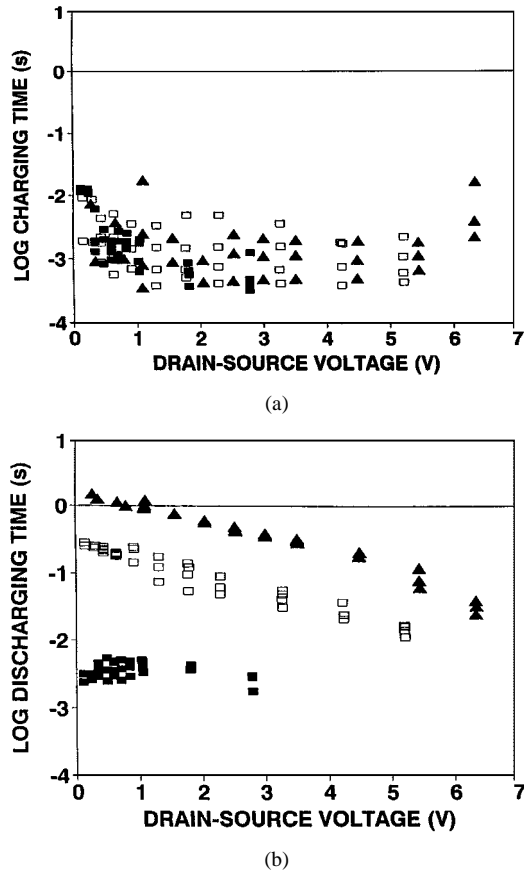 1
0
-1
-2
-3
-4
LOG CHARGING TIME (s)
0 1 2 3 4 5 6 7
DRAIN-SOURCE VOLTAGE (V)
(a)
1
0
-1
-2
-3
-4
LOG DISCHARGING TIME (s)
0 1 2 3 4 5 6 7
DRAIN-SOURCE VOLTAGE (V)
(b)